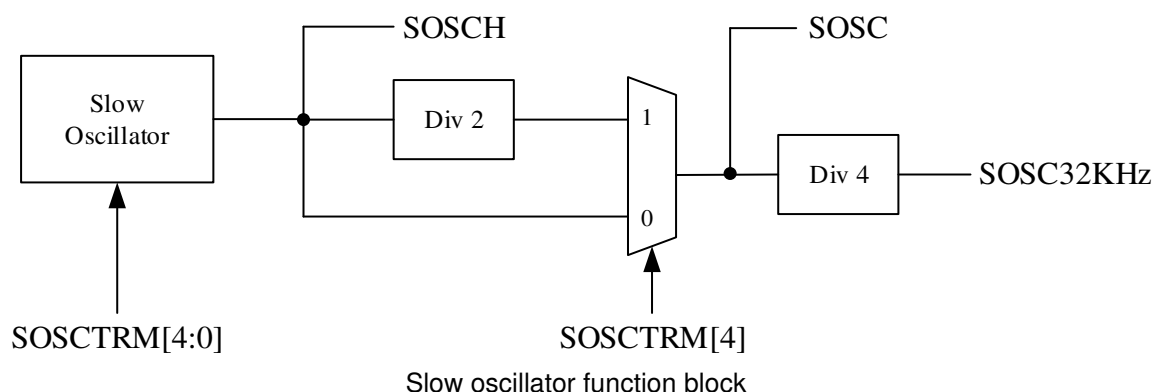 SOSCH
SOSC
Slow
Oscillator
Div 2
1
0
Div 4
SOSC32KHz
SOSCTRM[4:0]
SOSCTRM[4]
Slow oscillator function block